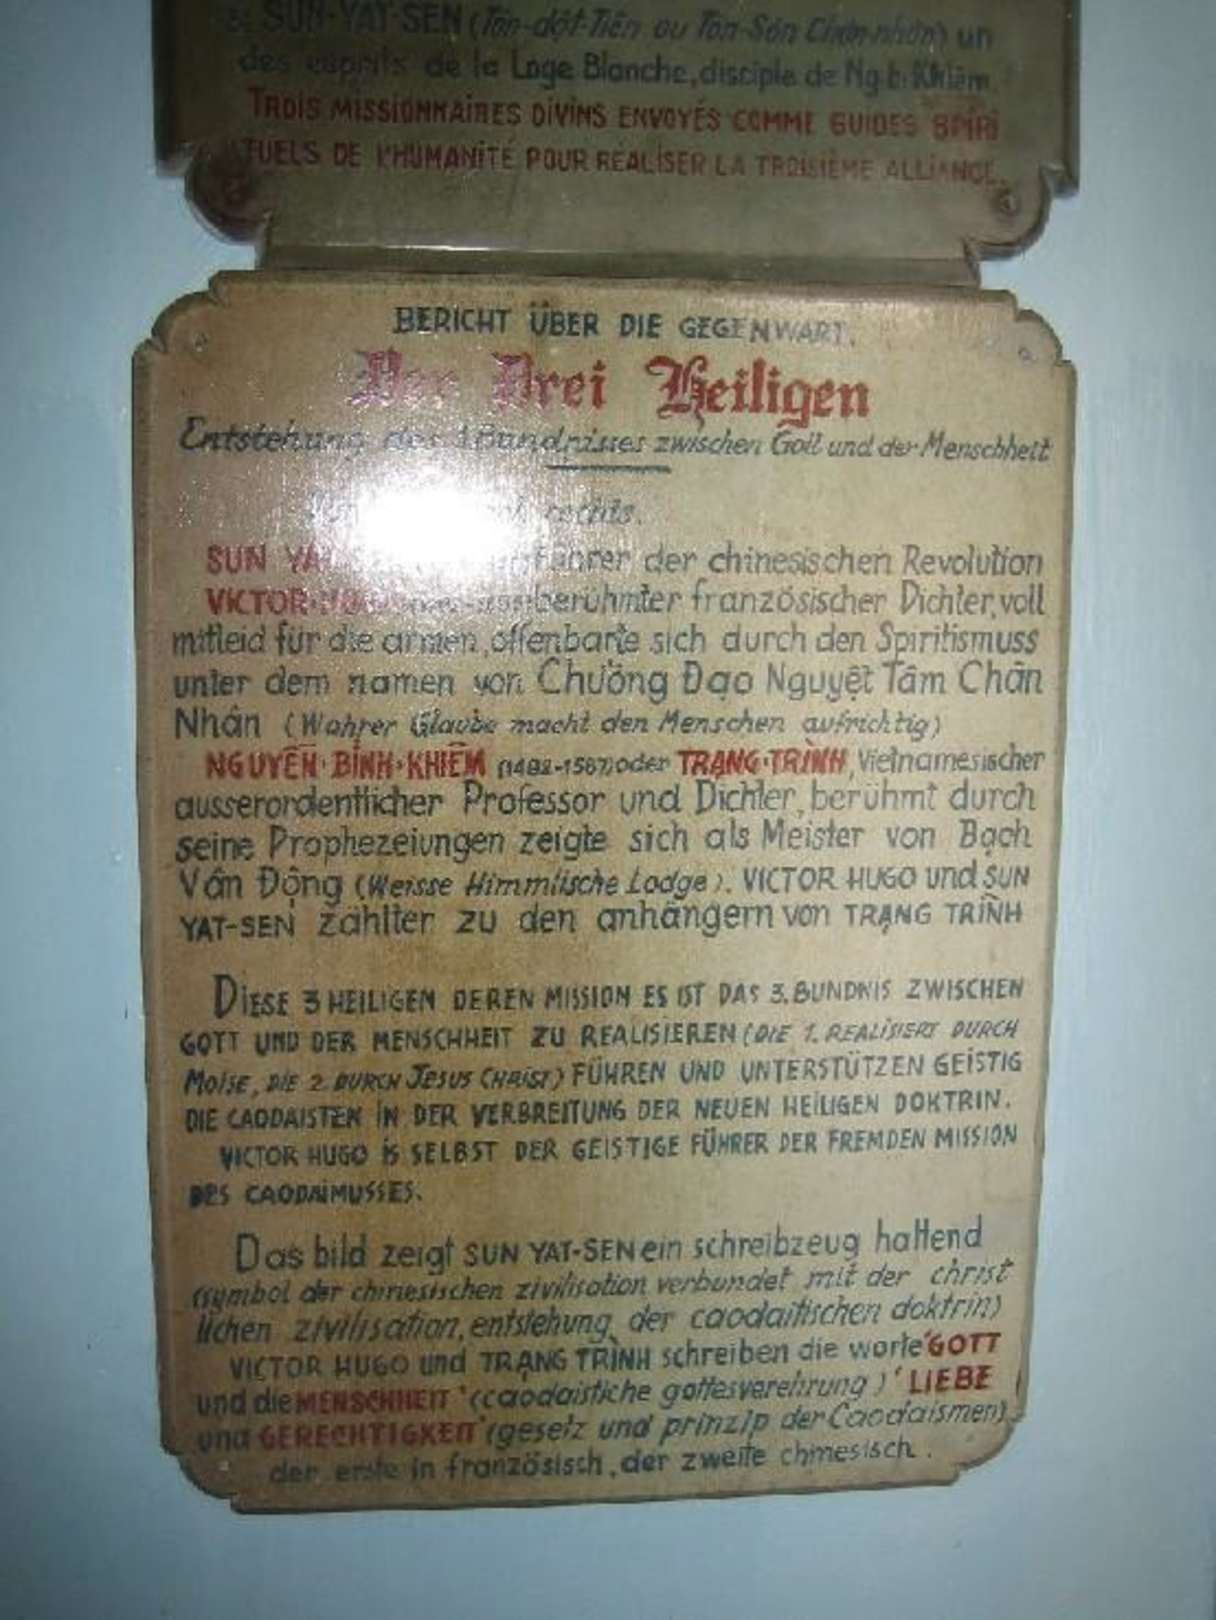 SUN-YAT-SEN (Tôn-dật-Tiên ou Tôn-Sơn Chơn-nhơn) un
des esprits de la Loge Blanche, disciple de Ng.b.Khiêm.
TROIS MISSIONNAIRES DIVINS ENVOYÉS COMME GUIDES SPIRI
TUELS DE L'HUMANITÉ POUR RÉALISER LA TROISIÈME ALLIANCE.
BERICHT ÜBER DIE GEGENWART.
Der Drei Heiligen
Entstehung des Bündnisses zwischen Gott und der Menschheit
rechts.
SUN der chinesischen Revolution
VICTOR-HUGO berühmter französischer Dichter, voll
mitleid für die armen, offenbarte sich durch den Spiritismuss
unter dem namen von Chưởng Đạo Nguyệt Tâm Chân
Nhân (Wahrer Glaube macht den Menschen aufrichtig)
NGUYỄN·BỈNH·KHIÊM oder TRẠNG·TRÌNH, Vietnamesischer
ausserordentlicher Professor und Dichter, berühmt durch
seine Prophezeiungen zeigte sich als Meister von Bạch
Vân Động (Weisse Himmlische Lodge). VICTOR HUGO und SUN
YAT-SEN zählter zu den anhängern von TRẠNG TRÌNH
DIESE 3 HEILIGEN DEREN MISSION ES IST DAS 3. BUNDNIS ZWISCHEN
GOTT UND DER MENSCHHEIT ZU REALISIEREN (DIE 1. REALISIERT DURCH
MOISE, DIE 2. DURCH JESUS CHRIST) FÜHREN UND UNTERSTÜTZEN GEISTIG
DIE CAODAISTEN IN DER VERBREITUNG DER NEUEN HEILIGEN DOKTRIN.
VICTOR HUGO IS SELBST DER GEISTIGE FÜHRER DER FREMDEN MISSION
DES CAODAIMUSSES.
Das bild zeigt SUN YAT-SEN ein schreibzeug haltend
(symbol der chinesischen zivilisation verbundet mit der christ
lichen zivilisation, entstehung der caodaitischen doktrin)
VICTOR HUGO und TRẠNG TRÌNH schreiben die worte "GOTT
und die MENSCHHEIT" (caodaistiche gottesverehrung) "LIEBE
und GERECHTIGKEIT" (gesetz und prinzip der Caodaismen)
der erste in französisch, der zweite chinesisch.